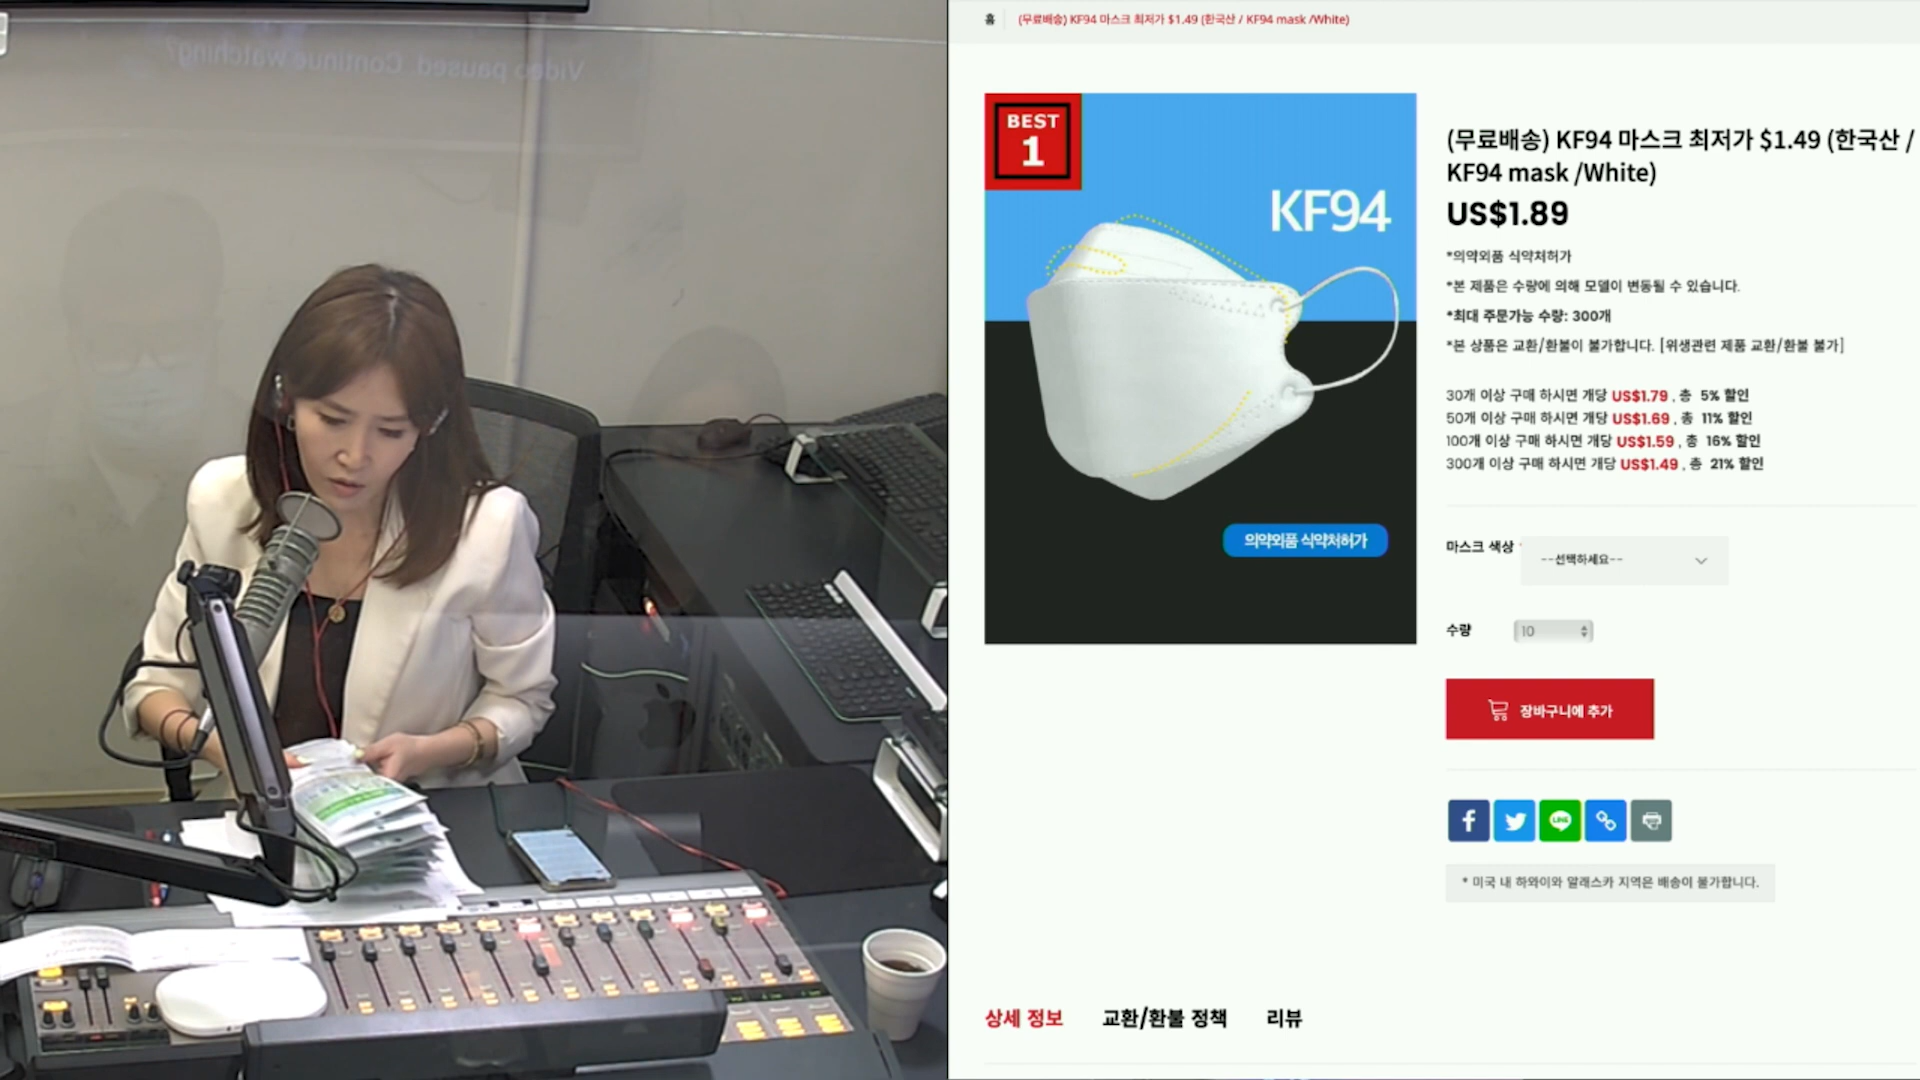 Video paused. Continue watching?
홈 (무료배송) KF94 마스크 최저가 $1.49 (한국산 / KF94 mask /White)
BEST
1
KF94
의약외품 식약처허가
(무료배송) KF94 마스크 최저가 $1.49 (한국산 /
KF94 mask /White)
US$1.89
*의약외품 식약처허가
*본 제품은 수량에 의해 모델이 변동될 수 있습니다.
*최대 주문가능 수량: 300개
*본 상품은 교환/환불이 불가합니다. [위생관련 제품 교환/환불 불가]
30개 이상 구매 하시면 개당 US$1.79 , 총 5% 할인
50개 이상 구매 하시면 개당 US$1.69 , 총 11% 할인
100개 이상 구매 하시면 개당 US$1.59 , 총 16% 할인
300개 이상 구매 하시면 개당 US$1.49 , 총 21% 할인
마스크 색상 *
--선택하세요--
수량 10
장바구니에 추가
LINE
* 미국 내 하와이와 알래스카 지역은 배송이 불가합니다.
상세 정보 교환/환불 정책 리뷰